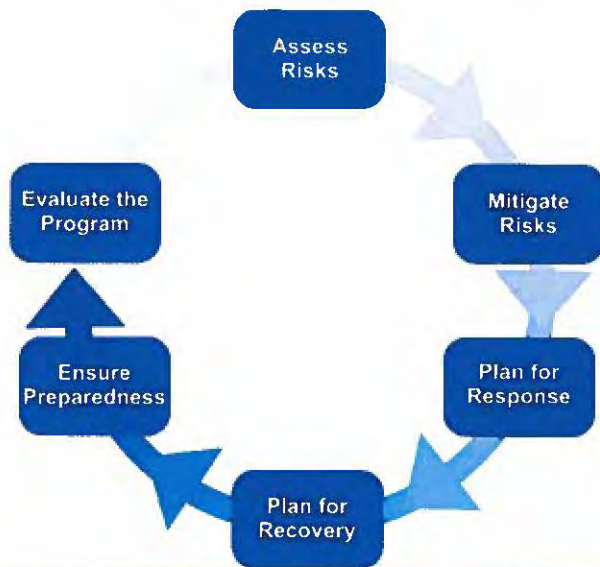 Assess
Risks
Mitigate
Risks
Plan for
Response
Plan for
Recovery
Ensure
Preparedness
Evaluate the
Program